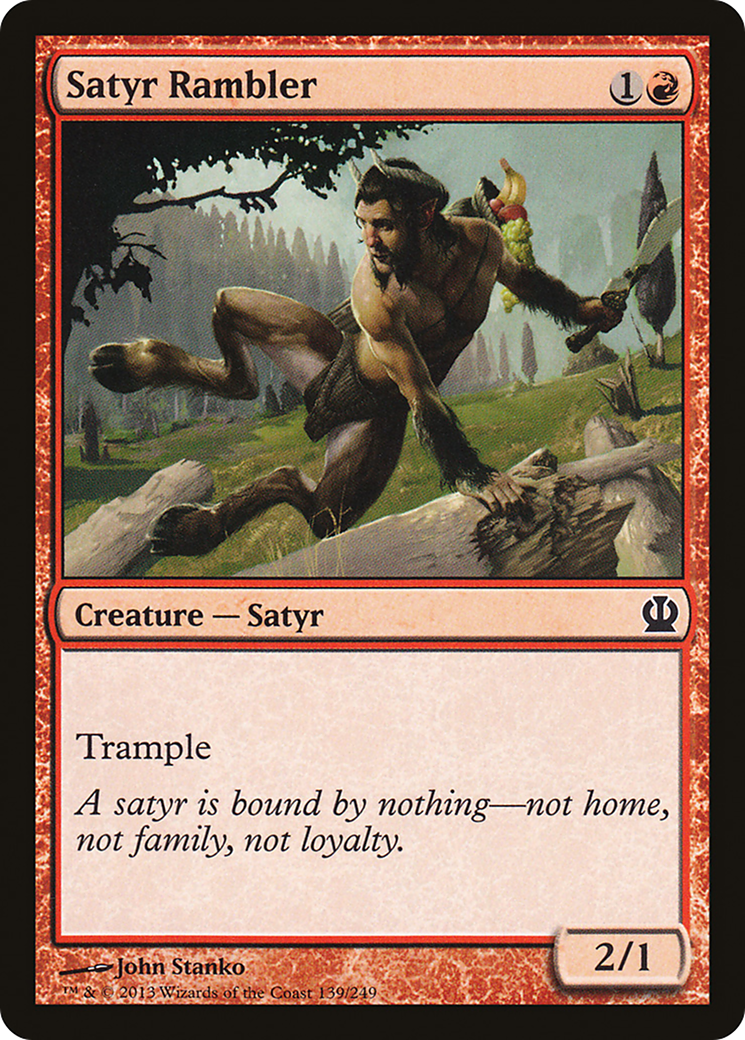 Satyr Rambler
1
Creature — Satyr
Trample
A satyr is bound by nothing—not home,
not family, not loyalty.
2/1
John Stanko
™ & © 2013 Wizards of the Coast 139/249